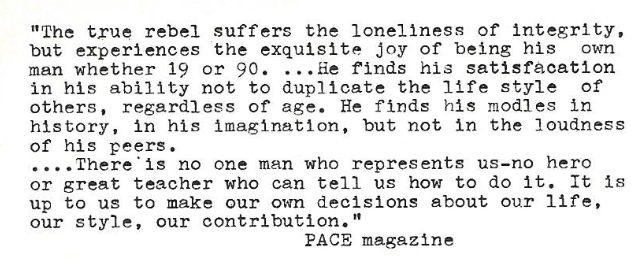 "The true rebel suffers the loneliness of integrity,
but experiences the exquisite joy of being his own
man whether 19 or 90. ...He finds his satisfacation
in his ability not to duplicate the life style of
others, regardless of age. He finds his modles in
history, in his imagination, but not in the loudness
of his peers.
....There is no one man who represents us-no hero
or great teacher who can tell us how to do it. It is
up to us to make our own decisions about our life,
our style, our contribution."
PACE magazine